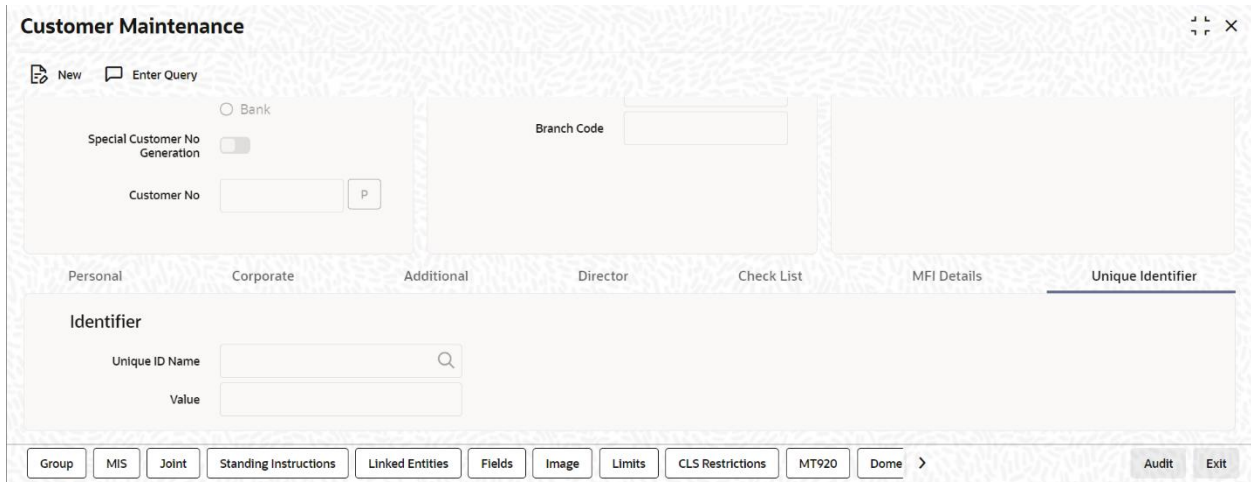 Customer Maintenance
New Enter Query
Bank
Special Customer No
Generation
Customer No P
Branch Code
Personal Corporate Additional Director Check List MFI Details Unique Identifier
Identifier
Unique ID Name
Value
Group MIS Joint Standing Instructions Linked Entities Fields Image Limits CLS Restrictions MT920 Dome Audit Exit